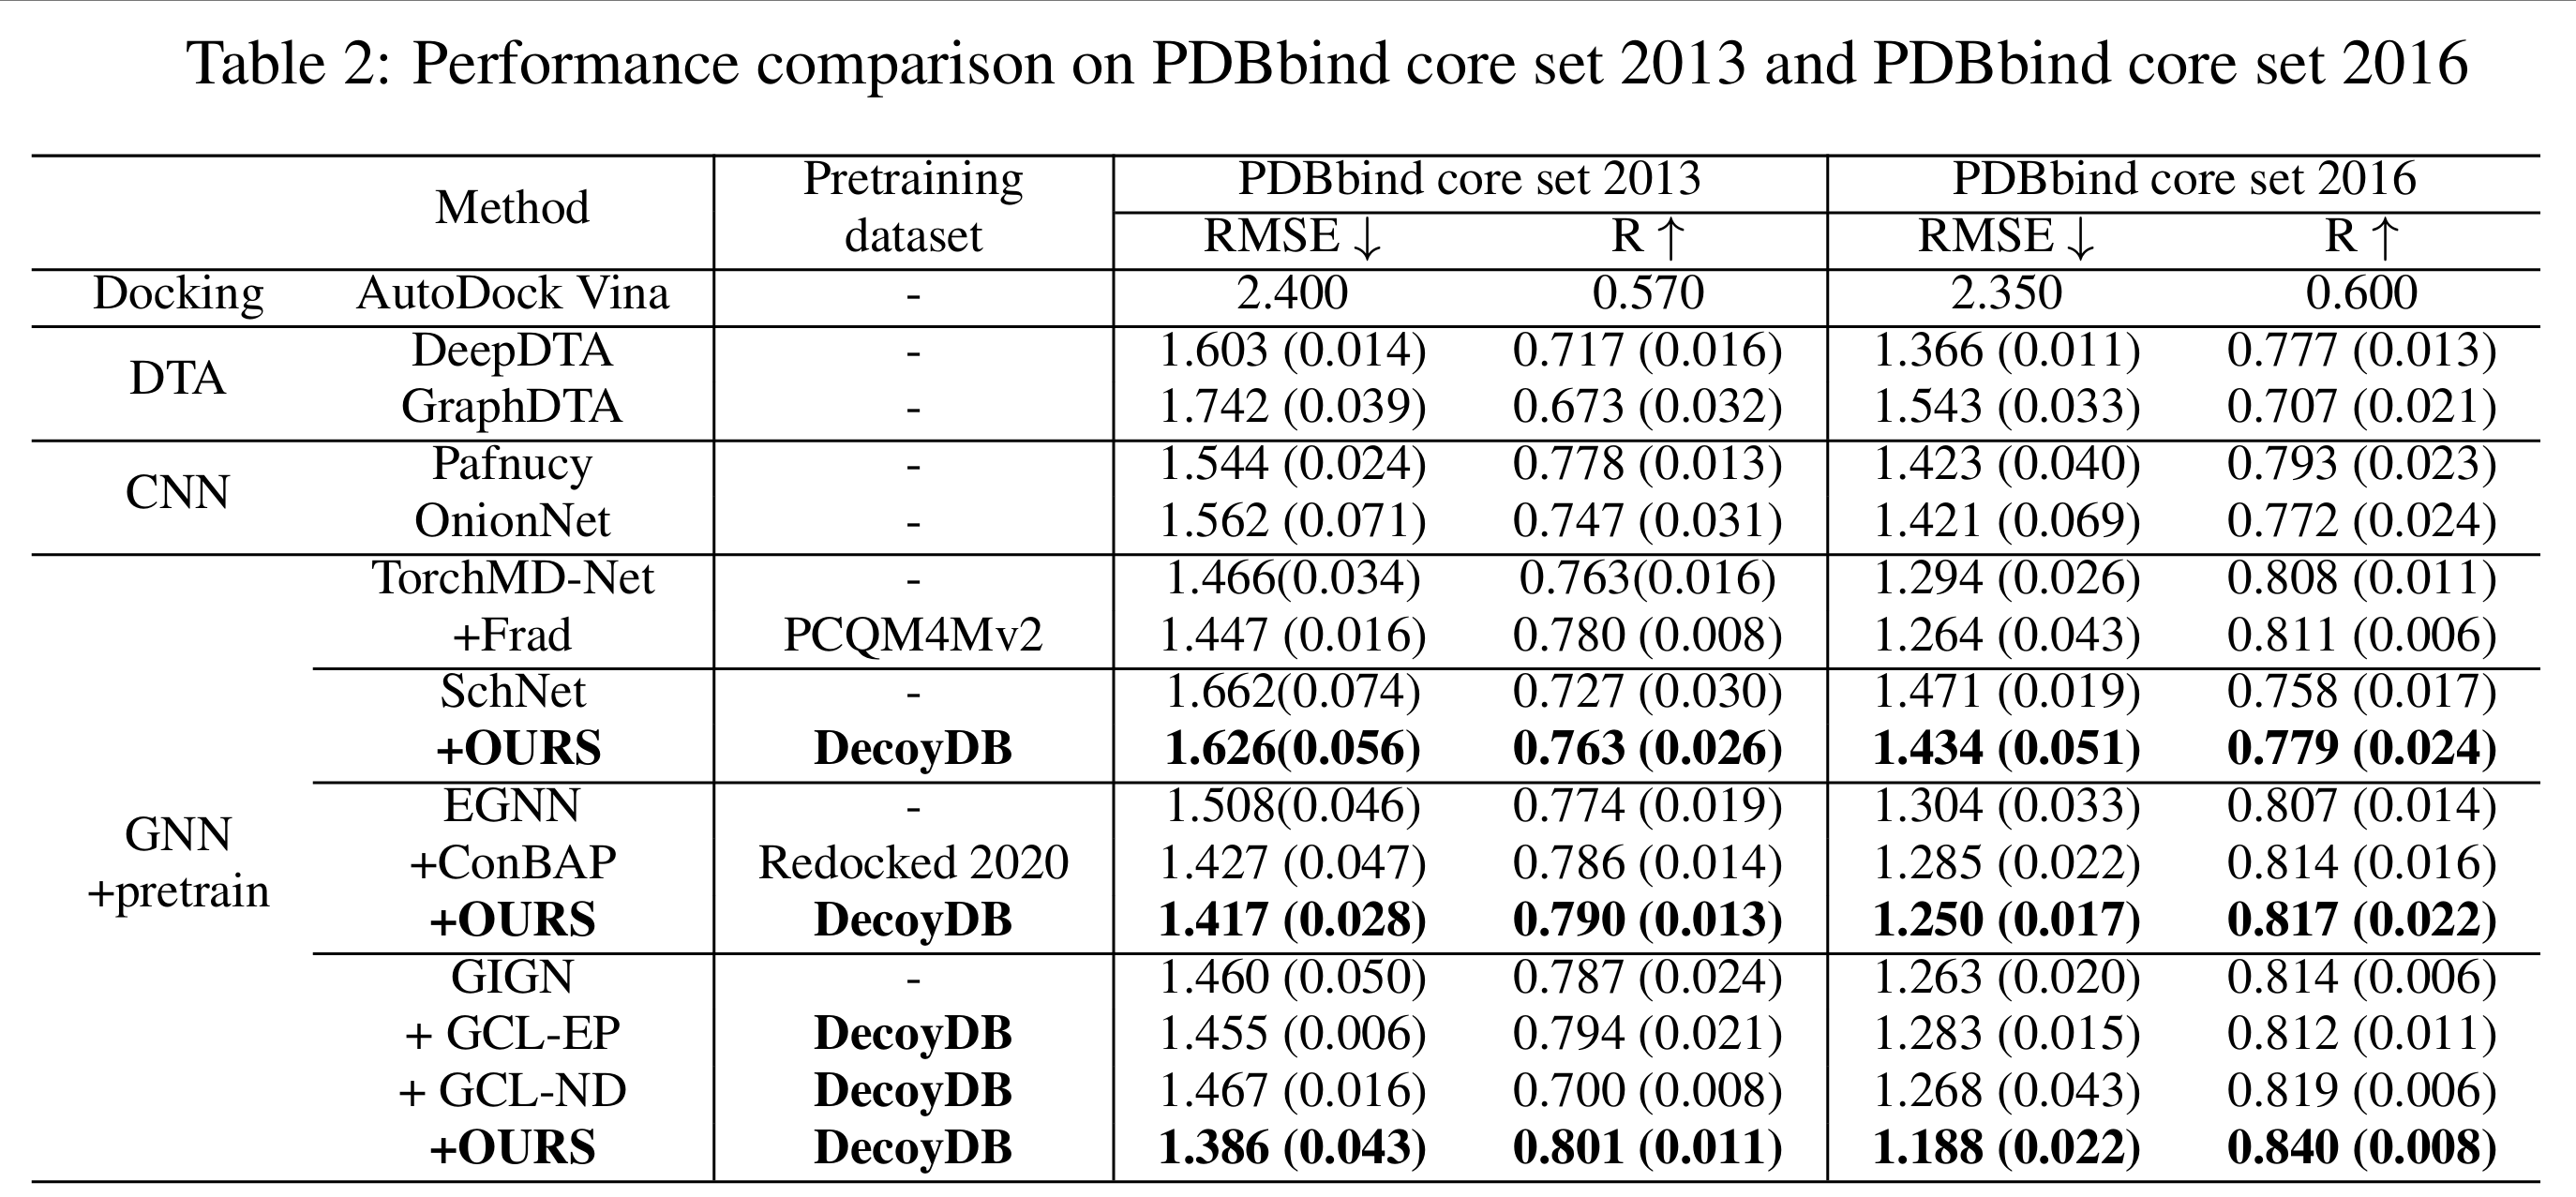 Table 2: Performance comparison on PDBbind core set 2013 and PDBbind core set 2016
Method Pretraining dataset PDBbind core set 2013 PDBbind core set 2016
RMSE ↓ R ↑ RMSE ↓ R ↑
Docking AutoDock Vina - 2.400 0.570 2.350 0.600
DTA DeepDTA - 1.603 (0.014) 0.717 (0.016) 1.366 (0.011) 0.777 (0.013)
GraphDTA - 1.742 (0.039) 0.673 (0.032) 1.543 (0.033) 0.707 (0.021)
CNN Pafnucy - 1.544 (0.024) 0.778 (0.013) 1.423 (0.040) 0.793 (0.023)
OnionNet - 1.562 (0.071) 0.747 (0.031) 1.421 (0.069) 0.772 (0.024)
GNN +pretrain TorchMD-Net - 1.466(0.034) 0.763(0.016) 1.294 (0.026) 0.808 (0.011)
+Frad PCQM4Mv2 1.447 (0.016) 0.780 (0.008) 1.264 (0.043) 0.811 (0.006)
SchNet - 1.662(0.074) 0.727 (0.030) 1.471 (0.019) 0.758 (0.017)
+OURS DecoyDB 1.626(0.056) 0.763 (0.026) 1.434 (0.051) 0.779 (0.024)
EGNN - 1.508(0.046) 0.774 (0.019) 1.304 (0.033) 0.807 (0.014)
+ConBAP Redocked 2020 1.427 (0.047) 0.786 (0.014) 1.285 (0.022) 0.814 (0.016)
+OURS DecoyDB 1.417 (0.028) 0.790 (0.013) 1.250 (0.017) 0.817 (0.022)
GIGN - 1.460 (0.050) 0.787 (0.024) 1.263 (0.020) 0.814 (0.006)
+ GCL-EP DecoyDB 1.455 (0.006) 0.794 (0.021) 1.283 (0.015) 0.812 (0.011)
+ GCL-ND DecoyDB 1.467 (0.016) 0.700 (0.008) 1.268 (0.043) 0.819 (0.006)
+OURS DecoyDB 1.386 (0.043) 0.801 (0.011) 1.188 (0.022) 0.840 (0.008)